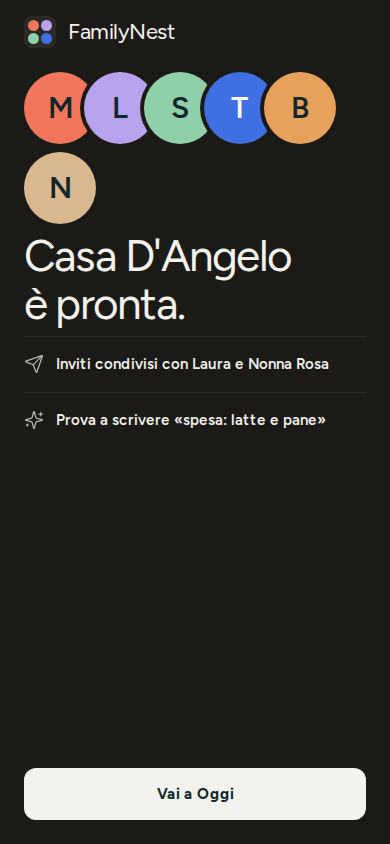 FamilyNest
M L S T B
N
Casa D'Angelo
è pronta.
Inviti condivisi con Laura e Nonna Rosa
Prova a scrivere «spesa: latte e pane»
Vai a Oggi